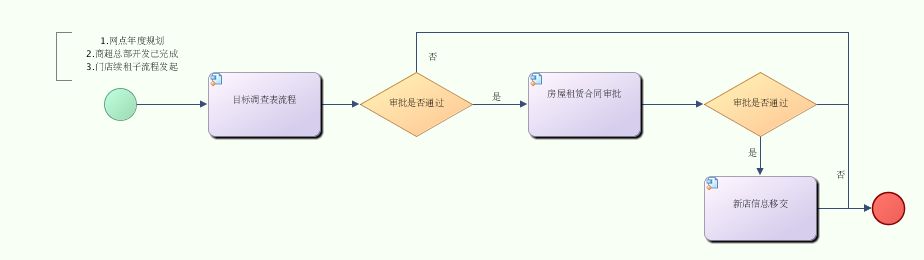 1.网点年度规划
2.商超总部开发已完成
3.门店续租子流程发起
否
目标调查表流程
审批是否通过
是
房屋租赁合同审批
审批是否通过
是
否
新店信息移交